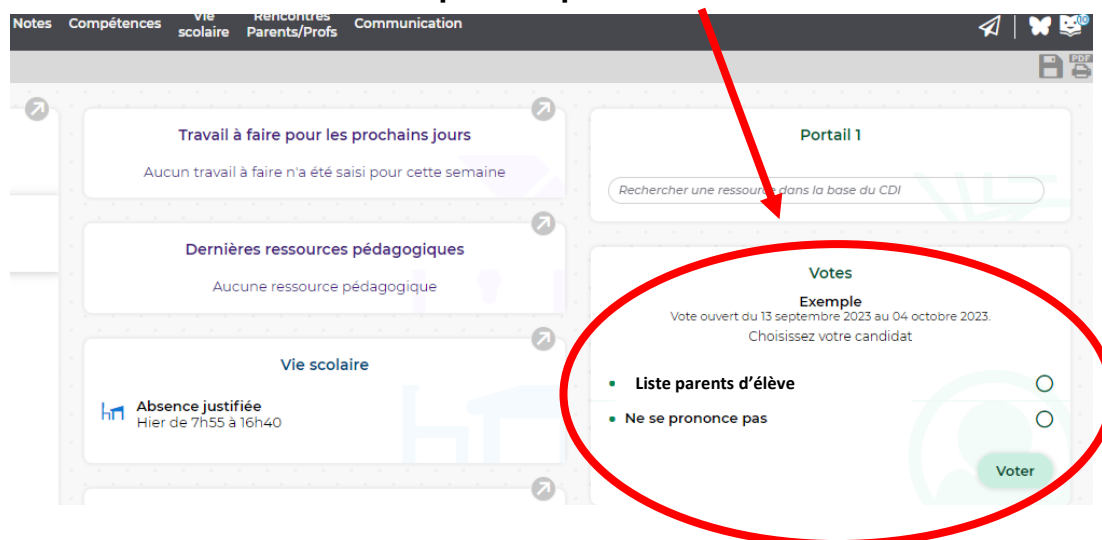 Notes Compétences Vie scolaire Rencontres Parents/Profs Communication
PDF
Travail à faire pour les prochains jours
Aucun travail à faire n'a été saisi pour cette semaine
Dernières ressources pédagogiques
Aucune ressource pédagogique
Vie scolaire
Absence justifiée
Hier de 7h55 à 16h40
Portail 1
Rechercher une ressource dans la base du CDI
Votes
Exemple
Vote ouvert du 13 septembre 2023 au 04 octobre 2023.
Choisissez votre candidat
• Liste parents d’élève
• Ne se prononce pas
Voter